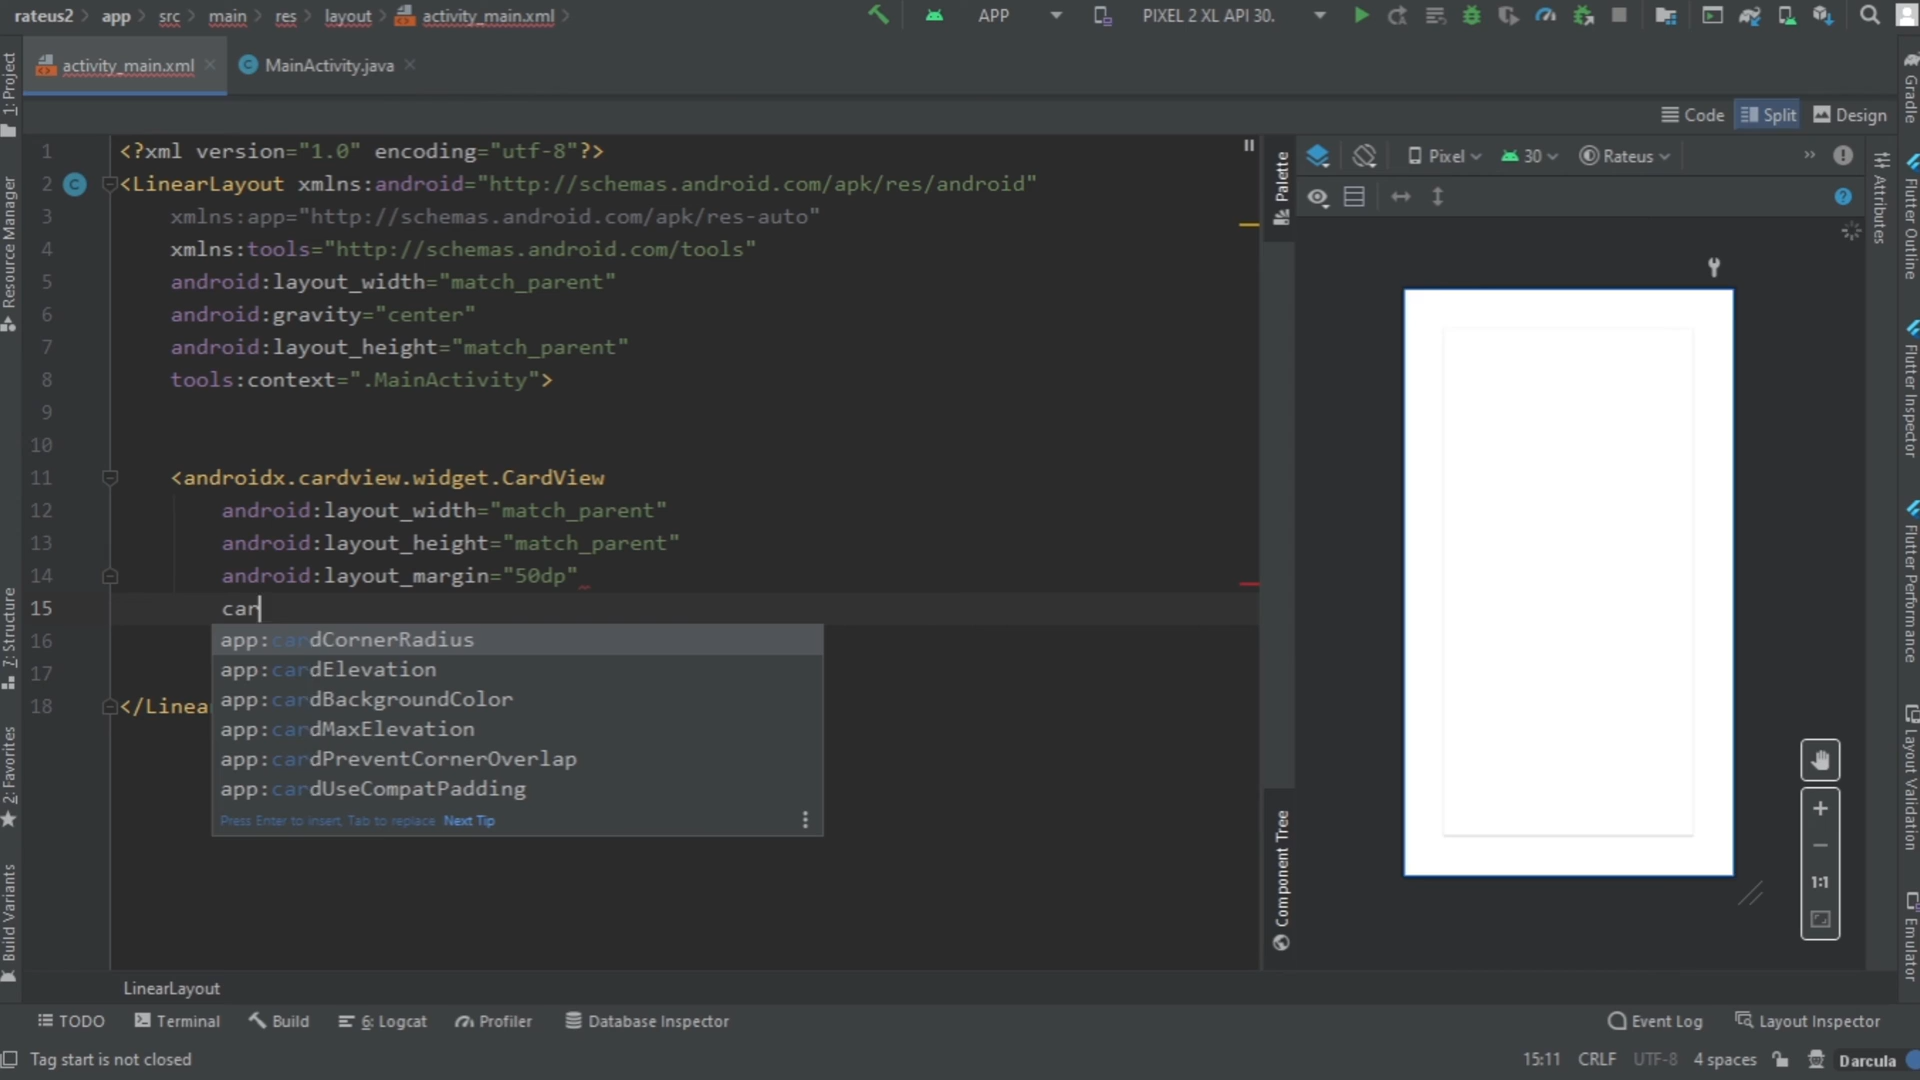 rateus2 app src main res layout activity_main.xml APP PIXEL 2 XL API 30.
activity_main.xml MainActivity.java
Code Split Design
1 <?xml version="1.0" encoding="utf-8"?>
2 <LinearLayout xmlns:android="http://schemas.android.com/apk/res/android"
3 xmlns:app="http://schemas.android.com/apk/res-auto"
4 xmlns:tools="http://schemas.android.com/tools"
5 android:layout_width="match_parent"
6 android:gravity="center"
7 android:layout_height="match_parent"
8 tools:context=".MainActivity">
9
10
11 <androidx.cardview.widget.CardView
12 android:layout_width="match_parent"
13 android:layout_height="match_parent"
14 android:layout_margin="50dp"
15 car
16
17
18 </Linear
app:cardCornerRadius
app:cardElevation
app:cardBackgroundColor
app:cardMaxElevation
app:cardPreventCornerOverlap
app:cardUseCompatPadding
Press Enter to insert, Tab to replace Next Tip
Pixel 30 Rateus
1:1
1: Project
Resource Manager
7: Structure
2: Favorites
Build Variants
Palette
Component Tree
Attributes
Gradle
Flutter Outline
Flutter Inspector
Flutter Performance
Layout Validation
Emulator
LinearLayout
TODO Terminal Build 6: Logcat Profiler Database Inspector Event Log Layout Inspector
Tag start is not closed 15:11 CRLF UTF-8 4 spaces Darcula